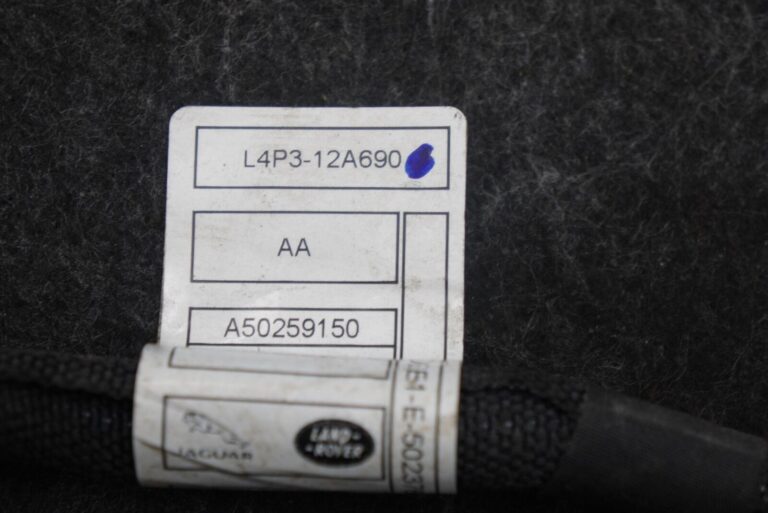 L4P3-12A690
AA
A50259150
JAGUAR
LAND-
-ROVER